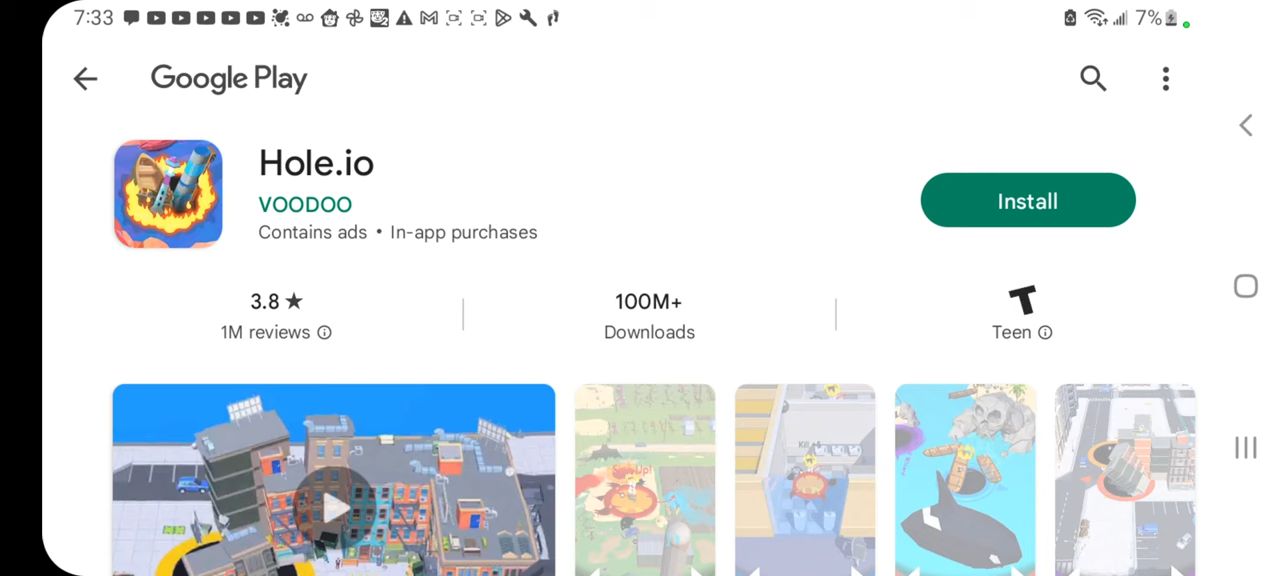 7:33
7%
Google Play
Hole.io
VOODOO
Contains ads • In-app purchases
Install
3.8 ★
1M reviews
100M+
Downloads
T
Teen